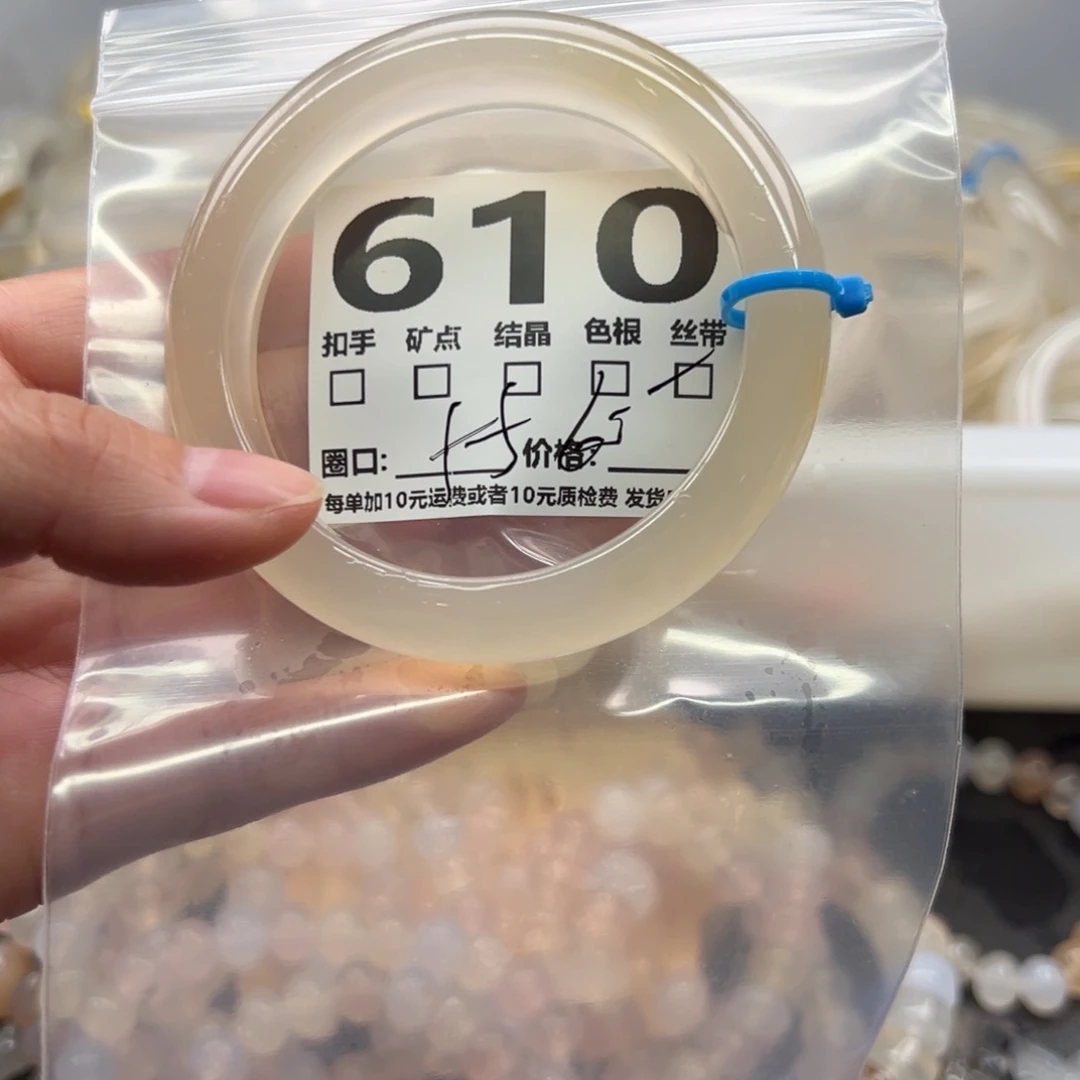 610
扣手 矿点 结晶 色根 丝带
圈口: 价格:
每单加10元运费或者10元质检费 发货